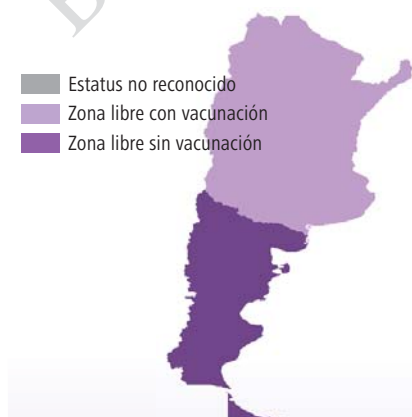 Estatus no reconocido
Zona libre con vacunación
Zona libre sin vacunación